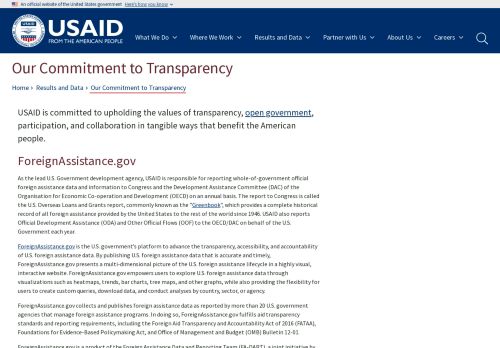 An official website of the United States government Here's how you know
USAID
FROM THE AMERICAN PEOPLE
What We Do Where We Work Results and Data Partner with Us About Us Careers
Our Commitment to Transparency
Home Results and Data Our Commitment to Transparency
USAID is committed to upholding the values of transparency, open government,
participation, and collaboration in tangible ways that benefit the American
people.
ForeignAssistance.gov
As the lead U.S. Government development agency, USAID is responsible for reporting whole-of-government official
foreign assistance data and information to Congress and the Development Assistance Committee (DAC) of the
Organisation for Economic Co-operation and Development (OECD) on an annual basis. The report to Congress is called
the U.S. Overseas Loans and Grants report, commonly known as the "Greenbook", which provides a complete historical
record of all foreign assistance provided by the United States to the rest of the world since 1946. USAID also reports
Official Development Assistance (ODA) and Other Official Flows (OOF) to the OECD/DAC on behalf of the U.S.
Government each year.
ForeignAssistance.gov is the U.S. government's platform to advance the transparency, accessibility, and accountability
of U.S. foreign assistance data. By publishing U.S. foreign assistance data that is accurate and timely,
ForeignAssistance.gov presents a multi-dimensional picture of the U.S. foreign assistance lifecycle in a highly visual,
interactive website. ForeignAssistance.gov empowers users to explore U.S. foreign assistance data through
visualizations such as heatmaps, trends, bar charts, tree maps, and other graphs, while also providing the flexibility for
users to create custom queries, download data, and conduct analyses by country, sector, or agency.
ForeignAssistance.gov collects and publishes foreign assistance data as reported by more than 20 U.S. government
agencies that manage foreign assistance programs. In doing so, ForeignAssistance.gov fulfills aid transparency
standards and reporting requirements, including the Foreign Aid Transparency and Accountability Act of 2016 (FATAA),
Foundations for Evidence-Based Policymaking Act, and Office of Management and Budget (OMB) Bulletin 12-01
ForeignAssistance.gov is a product of the Foreign Assistance Data and Reporting Team (FA-DART), a joint initiative by